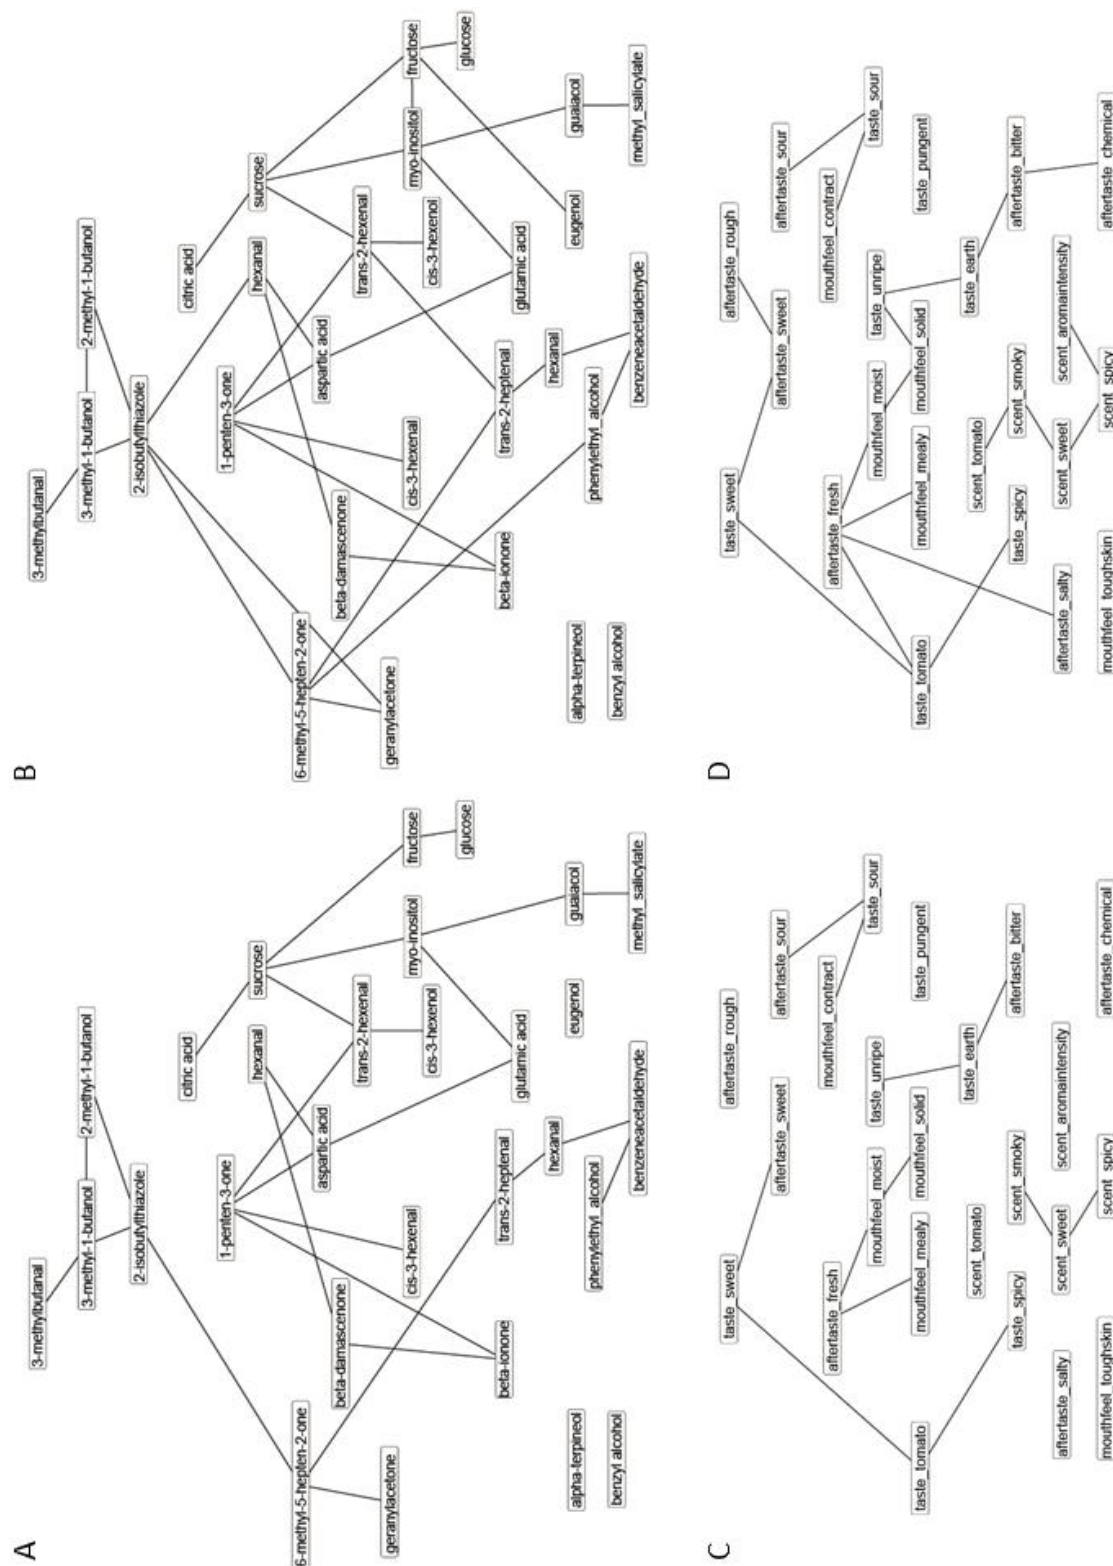 A
3-methylbutanal
3-methyl-1-butanol
2-methyl-1-butanol
2-isobutylthiazole
citric acid
1-penten-3-one
hexanal
sucrose
6-methyl-5-hepten-2-one
aspartic acid
beta-damascenone
trans-2-hexenal
geranylacetone
cis-3-hexenal
myo-inositol
fructose
cis-3-hexenol
glucose
beta-ionone
trans-2-heptenal
glutamic acid
hexanal
alpha-terpineol
eugenol
guaiacol
phenylethyl_alcohol
benzyl alcohol
benzeneacetaldehyde
methyl_salicylate
B
3-methylbutanal
3-methyl-1-butanol
2-methyl-1-butanol
2-isobutylthiazole
citric acid
1-penten-3-one
hexanal
sucrose
6-methyl-5-hepten-2-one
aspartic acid
beta-damascenone
trans-2-hexenal
geranylacetone
cis-3-hexenal
myo-inositol
fructose
cis-3-hexenol
glucose
beta-ionone
trans-2-heptenal
glutamic acid
hexanal
alpha-terpineol
eugenol
guaiacol
phenylethyl_alcohol
benzyl alcohol
benzeneacetaldehyde
methyl_salicylate
C
taste_sweet
aftertaste_rough
aftertaste_sweet
aftertaste_sour
aftertaste_fresh
mouthfeel_contract
mouthfeel_moist
taste_unripe
taste_sour
taste_tomato
mouthfeel_mealy
mouthfeel_solid
taste_pungent
scent_tomato
taste_earth
taste_spicy
scent_smoky
aftertaste_bitter
aftertaste_salty
scent_sweet
scent_aromaintensity
mouthfeel_toughskin
scent_spicy
aftertaste_chemical
D
taste_sweet
aftertaste_rough
aftertaste_sweet
aftertaste_sour
aftertaste_fresh
mouthfeel_contract
mouthfeel_moist
taste_unripe
taste_sour
taste_tomato
mouthfeel_mealy
mouthfeel_solid
taste_pungent
scent_tomato
taste_earth
taste_spicy
scent_smoky
aftertaste_bitter
aftertaste_salty
scent_sweet
scent_aromaintensity
mouthfeel_toughskin
scent_spicy
aftertaste_chemical